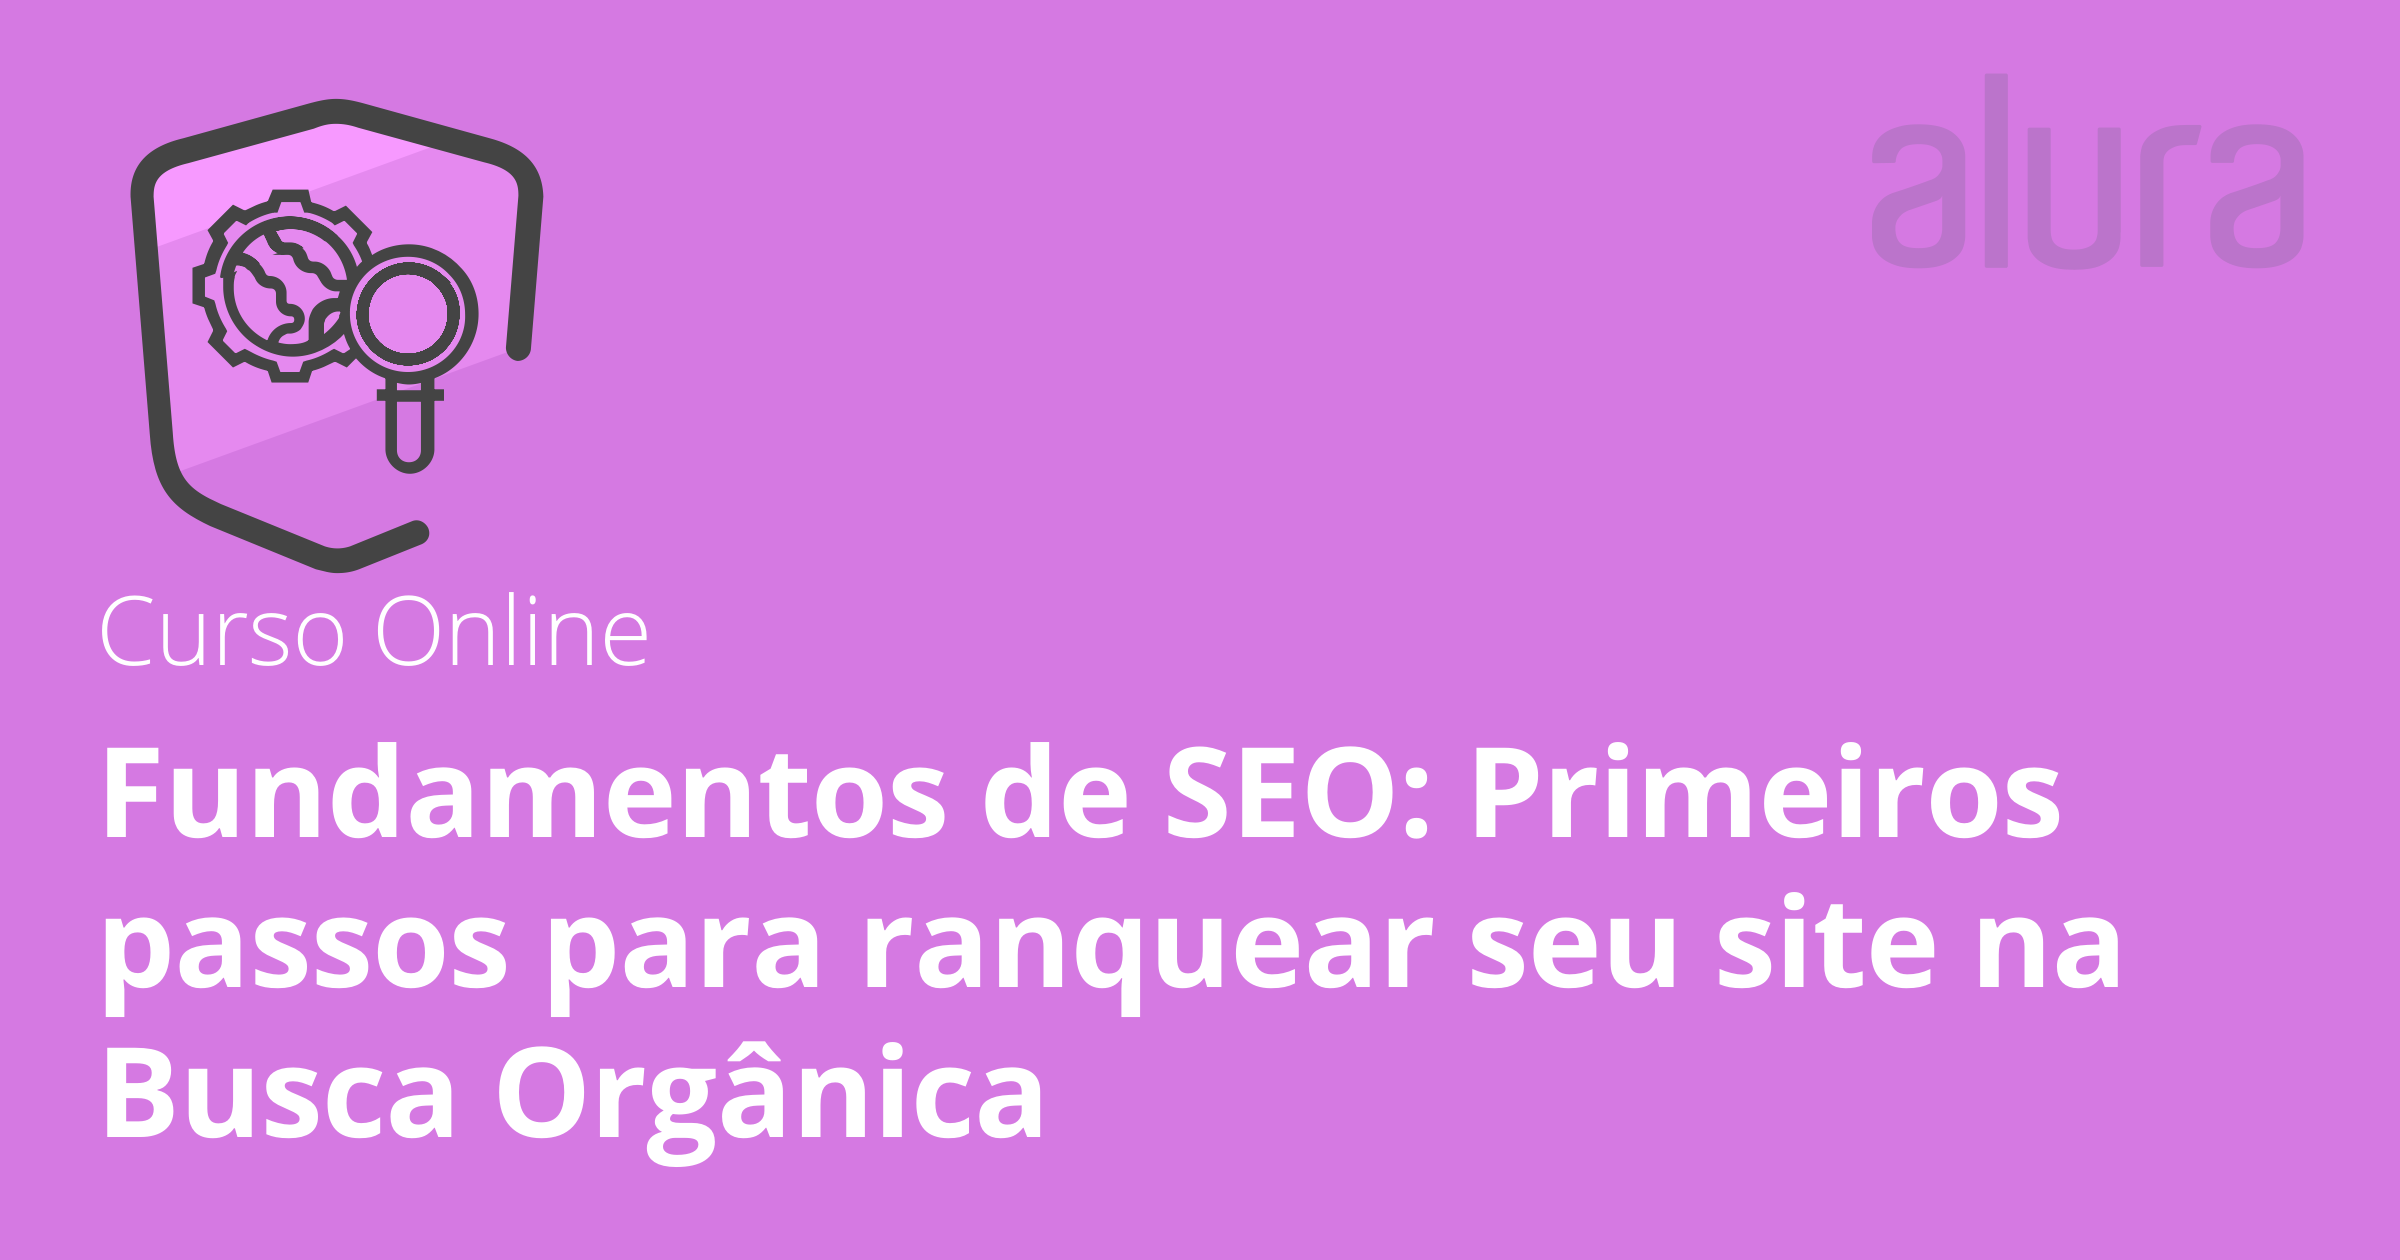 alura
Curso Online
Fundamentos de SEO: Primeiros
passos para ranquear seu site na
Busca Orgânica